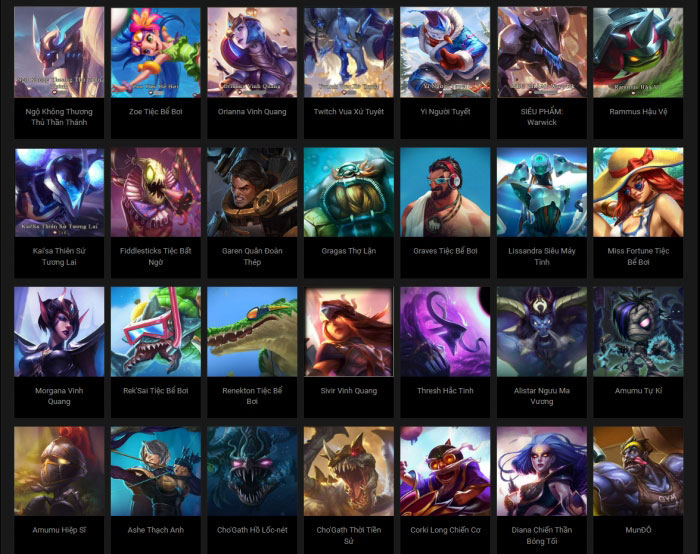 Ngộ Không Thương
Thủ Thần Thánh
Zoe Tiệc Bể Bơi
Orianna Vinh Quang
Twitch Vua Xứ Tuyết
Yi Người Tuyết
SIÊU PHẨM:
Warwick
Rammus Hậu Vệ
Kai'sa Thiên Sứ
Tương Lai
Fiddlesticks Tiệc Bất
Ngờ
Garen Quân Đoàn
Thép
Gragas Thợ Lặn
Graves Tiệc Bể Bơi
Lissandra Siêu Máy
Tính
Miss Fortune Tiệc
Bể Bơi
Morgana Vinh
Quang
Rek'Sai Tiệc Bể Bơi
Renekton Tiệc Bể
Bơi
Sivir Vinh Quang
Thresh Hắc Tinh
Alistar Ngưu Ma
Vương
Amumu Tự Kỉ
Amumu Hiệp Sĩ
Ashe Thạch Anh
Cho'Gath Hồ Lốc-nét
Cho'Gath Thời Tiền
Sử
Corki Long Chiến Cơ
Diana Chiến Thần
Bóng Tối
MunĐÔ